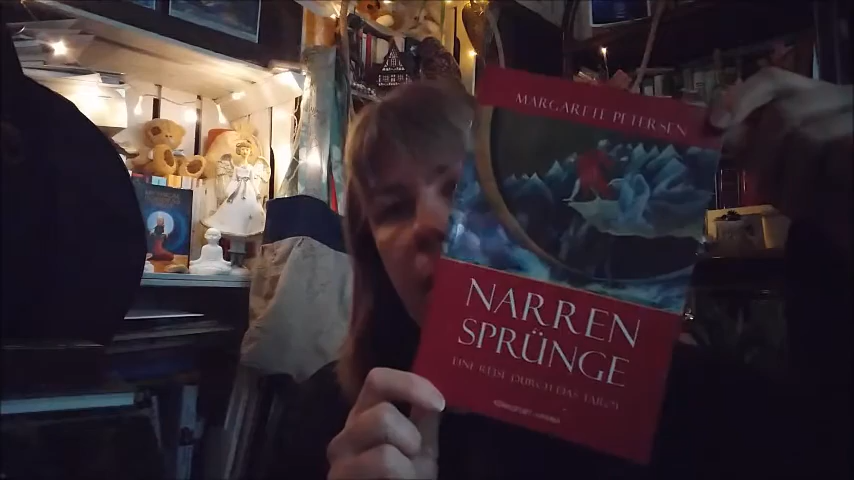 MARGARETE PETERSEN
NARREN
SPRÜNGE
EINE REISE DURCH DAS TAROT